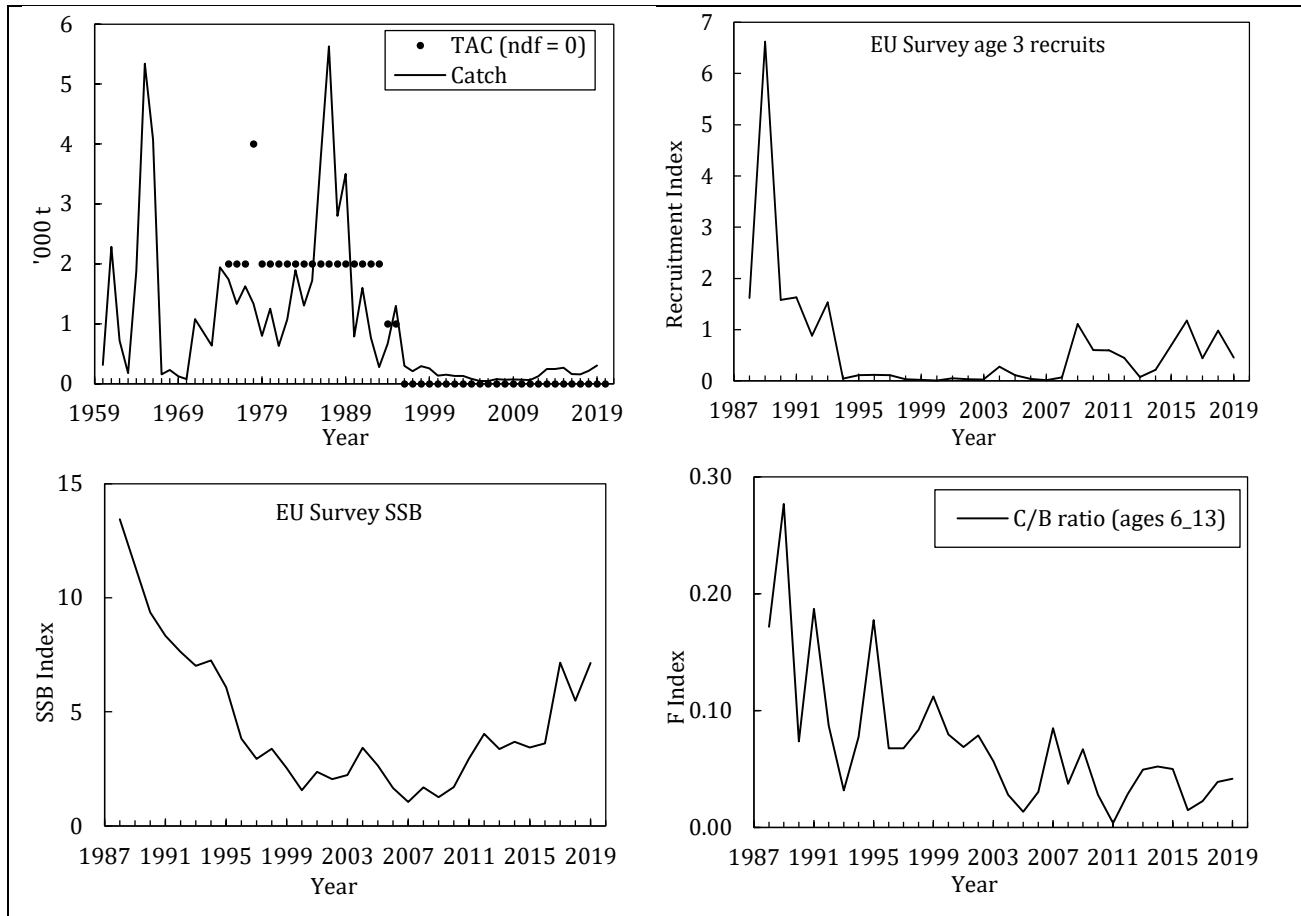 6
5
4
3
2
1
0
'000 t
TAC (ndf = 0)
Catch
1959 1969 1979 1989 1999 2009 2019
Year
7
6
5
4
3
2
1
0
Recruitment Index
EU Survey age 3 recruits
1987 1991 1995 1999 2003 2007 2011 2015 2019
Year
15
10
5
0
SSB Index
EU Survey SSB
1987 1991 1995 1999 2003 2007 2011 2015 2019
Year
0.30
0.20
0.10
0.00
F Index
C/B ratio (ages 6_13)
1987 1991 1995 1999 2003 2007 2011 2015 2019
Year